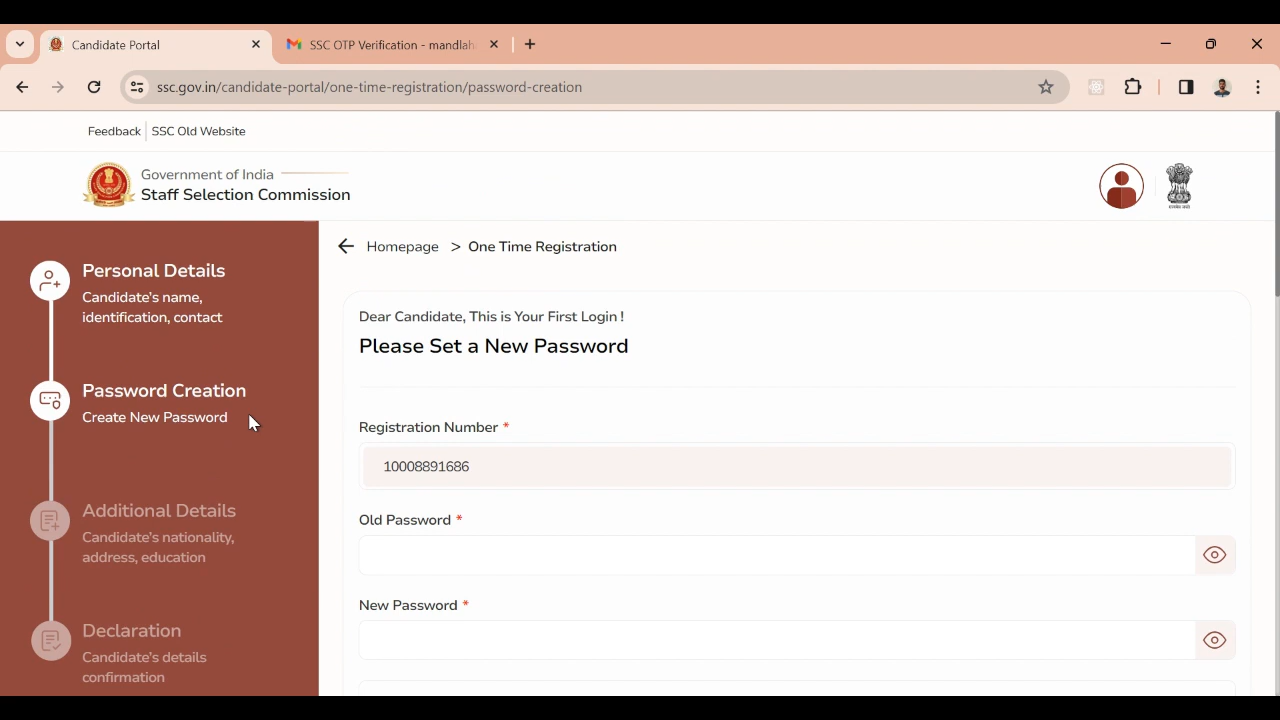 Candidate Portal
SSC OTP Verification - mandlah
ssc.gov.in/candidate-portal/one-time-registration/password-creation
Feedback
SSC Old Website
Government of India
Staff Selection Commission
Personal Details
Candidate's name,
identification, contact
Password Creation
Create New Password
Additional Details
Candidate's nationality,
address, education
Declaration
Candidate's details
confirmation
Homepage > One Time Registration
Dear Candidate, This is Your First Login !
Please Set a New Password
Registration Number *
10008891686
Old Password *
New Password *